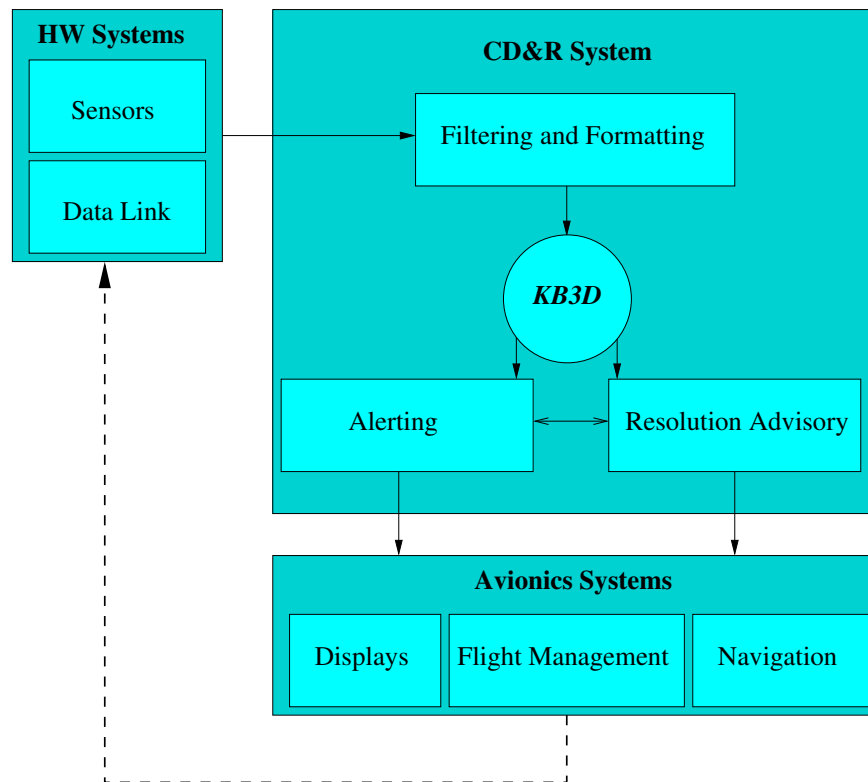 HW Systems
Sensors
Data Link
CD&R System
Filtering and Formatting
KB3D
Alerting
Resolution Advisory
Avionics Systems
Displays
Flight Management
Navigation